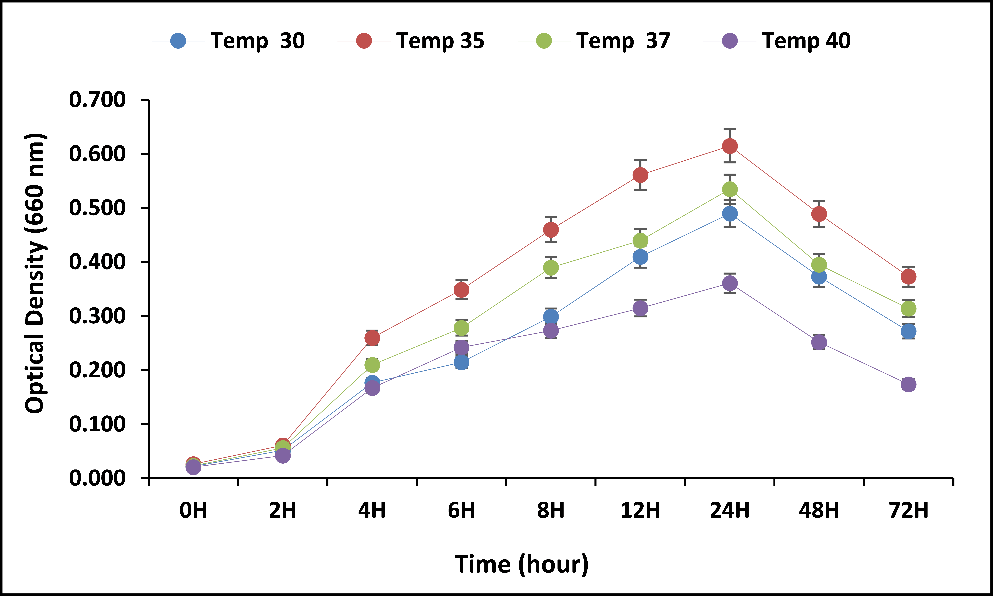 Temp 30 Temp 35 Temp 37 Temp 40
0.700
0.600
0.500
0.400
0.300
0.200
0.100
0.000
Optical Density (660 nm)
0H 2H 4H 6H 8H 12H 24H 48H 72H
Time (hour)